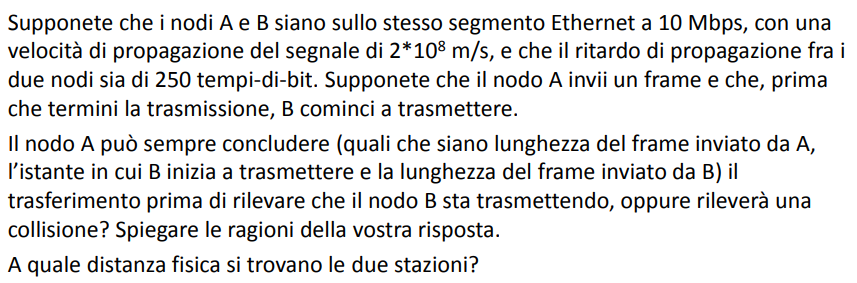 Supponete che i nodi A e B siano sullo stesso segmento Ethernet a 10 Mbps, con una
velocità di propagazione del segnale di 2*10⁸ m/s, e che il ritardo di propagazione fra i
due nodi sia di 250 tempi-di-bit. Supponete che il nodo A invii un frame e che, prima
che termini la trasmissione, B cominci a trasmettere.
Il nodo A può sempre concludere (quali che siano lunghezza del frame inviato da A,
l’istante in cui B inizia a trasmettere e la lunghezza del frame inviato da B) il
trasferimento prima di rilevare che il nodo B sta trasmettendo, oppure rileverà una
collisione? Spiegare le ragioni della vostra risposta.
A quale distanza fisica si trovano le due stazioni?